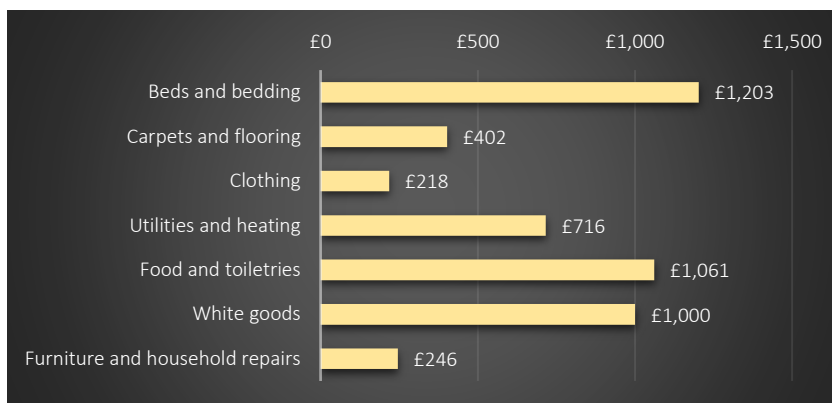 £0 £500 £1,000 £1,500
Beds and bedding £1,203
Carpets and flooring £402
Clothing £218
Utilities and heating £716
Food and toiletries £1,061
White goods £1,000
Furniture and household repairs £246